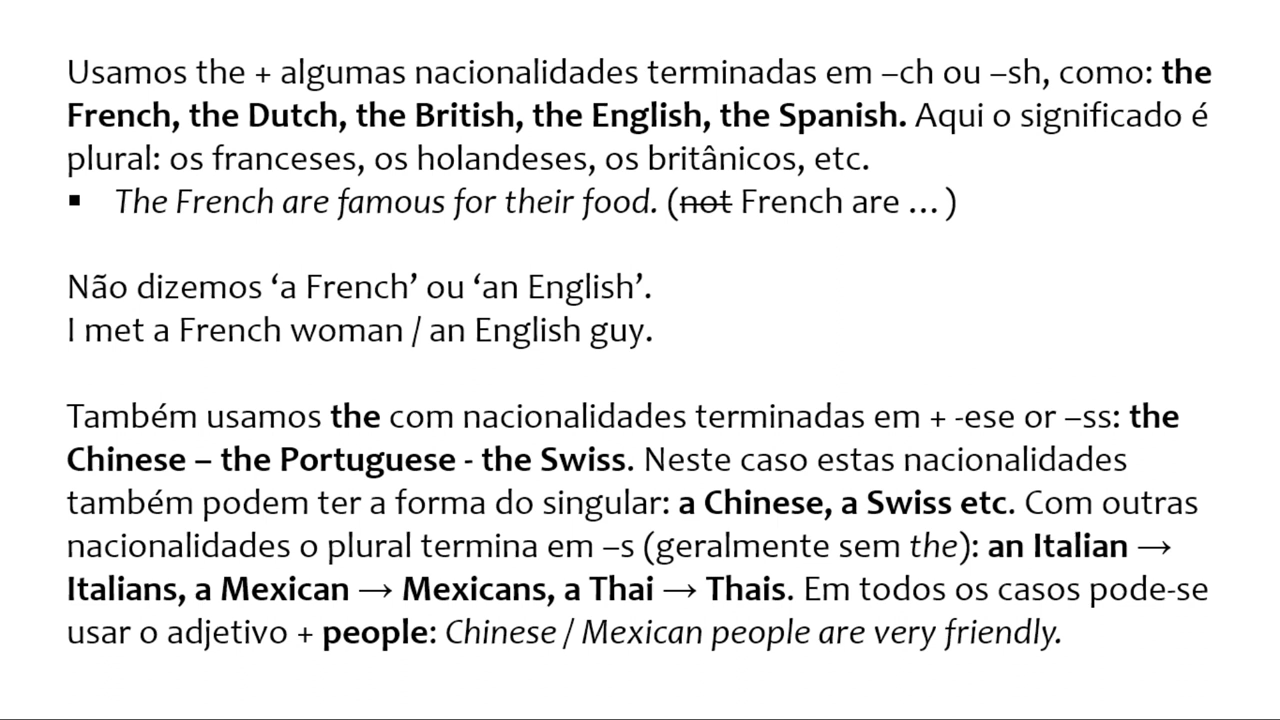 Usamos the + algumas nacionalidades terminadas em –ch ou –sh, como: the
French, the Dutch, the British, the English, the Spanish. Aqui o significado é
plural: os franceses, os holandeses, os britânicos, etc.
▪ The French are famous for their food. (not French are … )
Não dizemos ‘a French’ ou ‘an English’.
I met a French woman / an English guy.
Também usamos the com nacionalidades terminadas em + -ese or –ss: the
Chinese – the Portuguese - the Swiss. Neste caso estas nacionalidades
também podem ter a forma do singular: a Chinese, a Swiss etc. Com outras
nacionalidades o plural termina em –s (geralmente sem the): an Italian →
Italians, a Mexican → Mexicans, a Thai → Thais. Em todos os casos pode-se
usar o adjetivo + people: Chinese / Mexican people are very friendly.